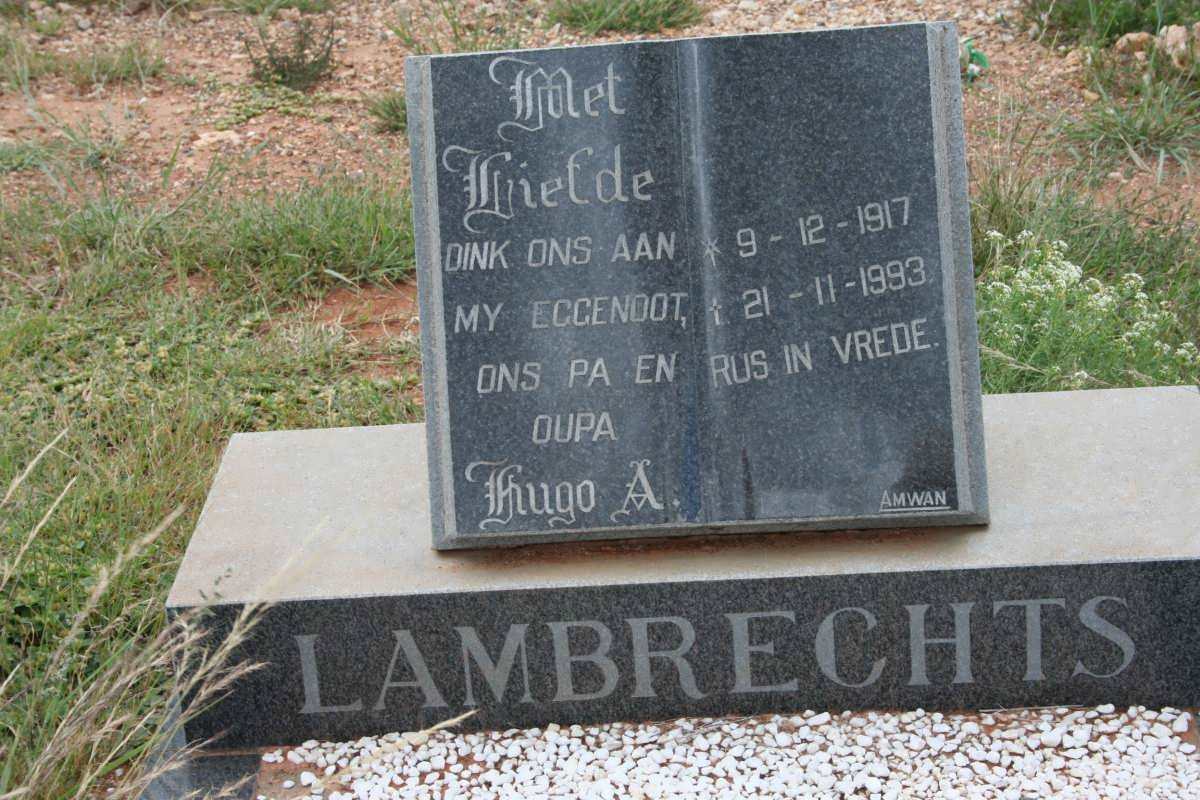 Met
Liefde
DINK ONS AAN
MY EGGENOOT,
ONS PA EN
OUPA
Hugo A.
* 9 - 12 - 1917
† 21 - 11 - 1993
RUS IN VREDE.
AMWAN
LAMBRECHTS